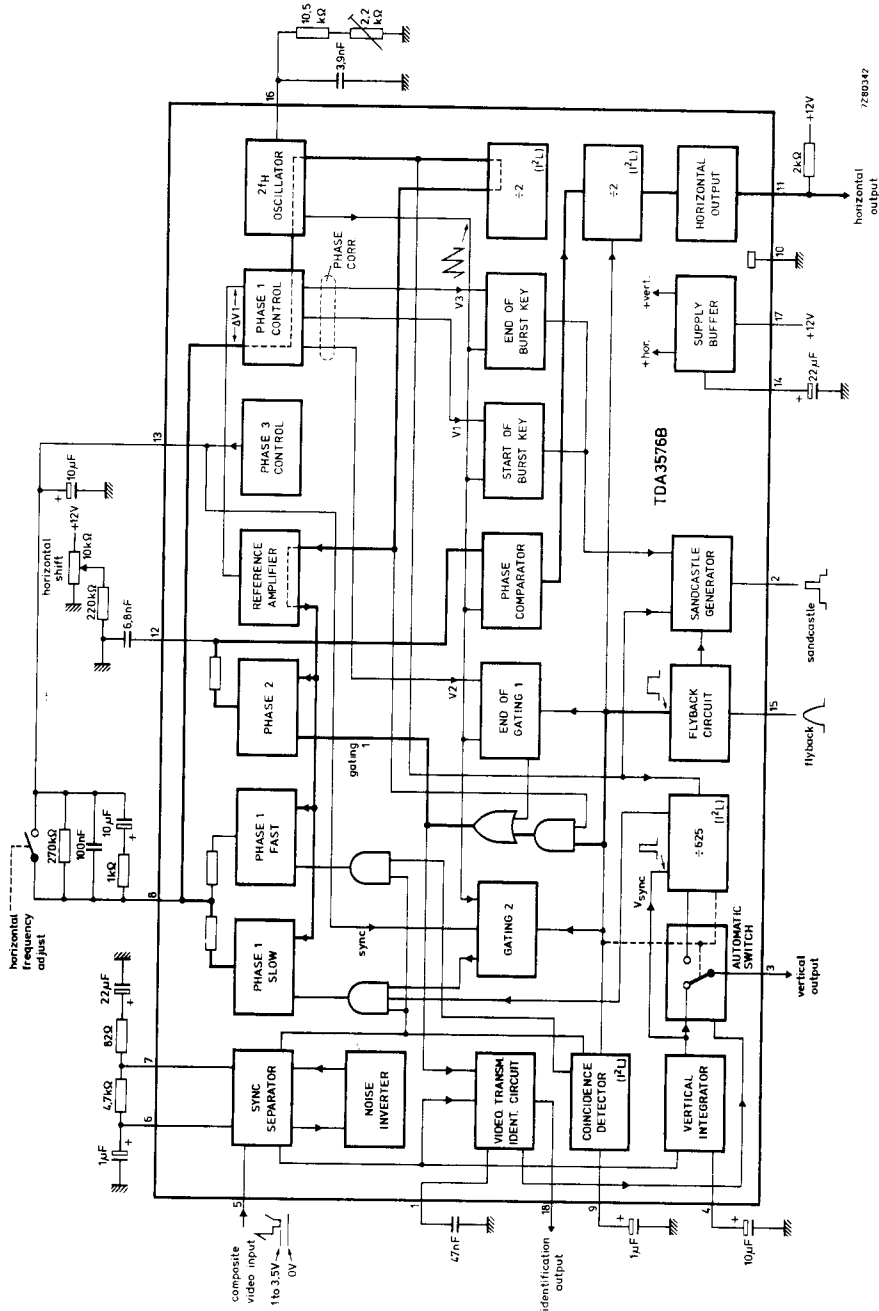 horizontal
frequency
adjust
270kΩ
100nF
10µF
+
1kΩ
8
22µF
+
82Ω
7
4,7kΩ
6
1µF
+
horizontal
shift
+12V
10kΩ
220kΩ
6,8nF
12
+
10µF
13
10,5
kΩ
2,2
kΩ
3,9nF
16
composite
video input
1 to 3,5V
0V
5
SYNC
SEPARATOR
NOISE
INVERTER
PHASE 1
SLOW
PHASE 1
FAST
PHASE 2
REFERENCE
AMPLIFIER
PHASE 3
CONTROL
ΔV1
PHASE 1
CONTROL
2fH
OSCILLATOR
PHASE
CORR.
gating
1
sync
VIDEO TRANSM.
IDENT. CIRCUIT
1
47nF
18
identification
output
GATING 2
V2
END OF
GATING 1
PHASE
COMPARATOR
V1
START OF
BURST KEY
V3
END OF
BURST KEY
÷2
(I²L)
COINCIDENCE
DETECTOR
(I²L)
9
1µF
+
÷2
(I²L)
TDA3576B
VERTICAL
INTEGRATOR
4
10µF
+
Vsync
AUTOMATIC
SWITCH
3
vertical
output
÷625
(I²L)
FLYBACK
CIRCUIT
15
flyback
SANDCASTLE
GENERATOR
2
sandcastle
+hor.
+vert.
SUPPLY
BUFFER
14
+
22µF
17
+12V
10
HORIZONTAL
OUTPUT
11
2kΩ
+12V
horizontal
output
7Z80342